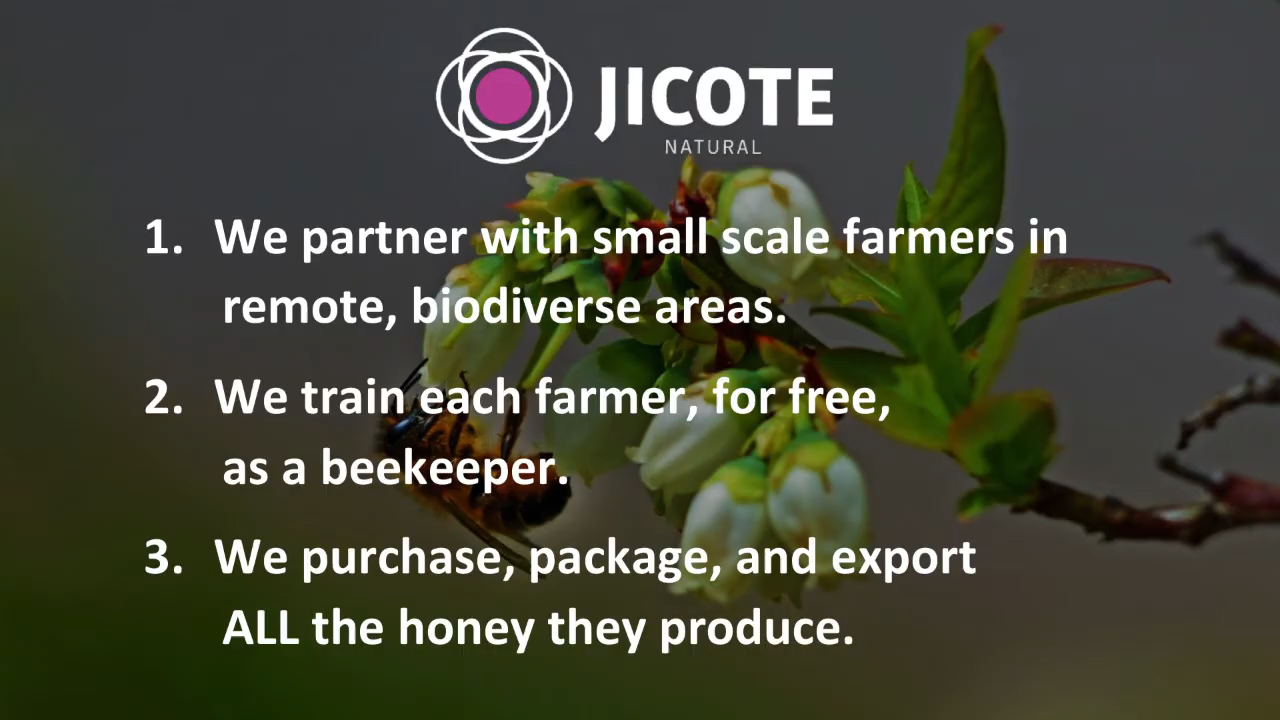 JICOTE
NATURAL
1. We partner with small scale farmers in
remote, biodiverse areas.
2. We train each farmer, for free,
as a beekeeper.
3. We purchase, package, and export
ALL the honey they produce.